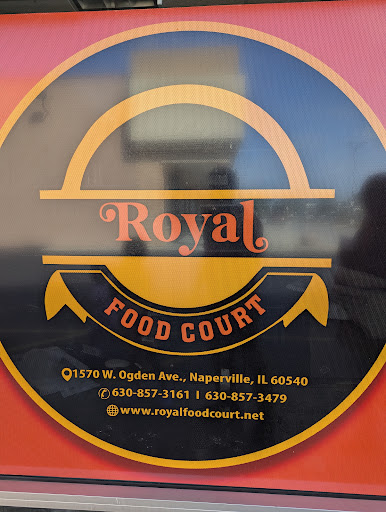 Royal
FOOD COURT
1570 W. Ogden Ave., Naperville, IL 60540
630-857-3161 | 630-857-3479
www.royalfoodcourt.net